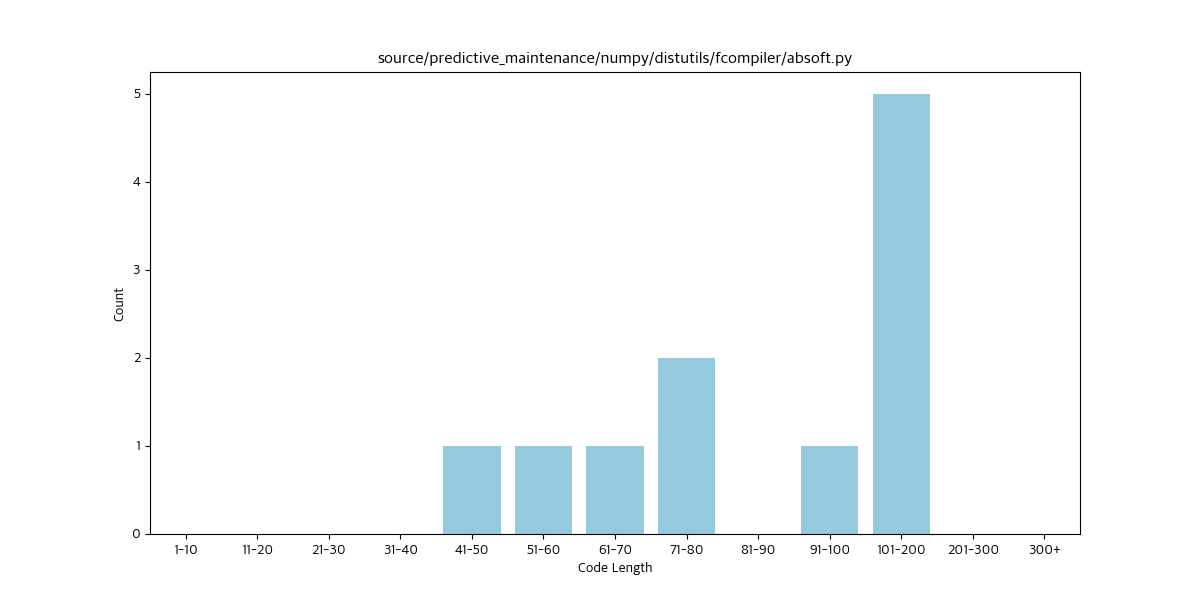 source/predictive_maintenance/numpy/distutils/fcompiler/absoft.py
5
4
3
2
1
0
Count
1-10 11-20 21-30 31-40 41-50 51-60 61-70 71-80 81-90 91-100 101-200 201-300 300+
Code Length